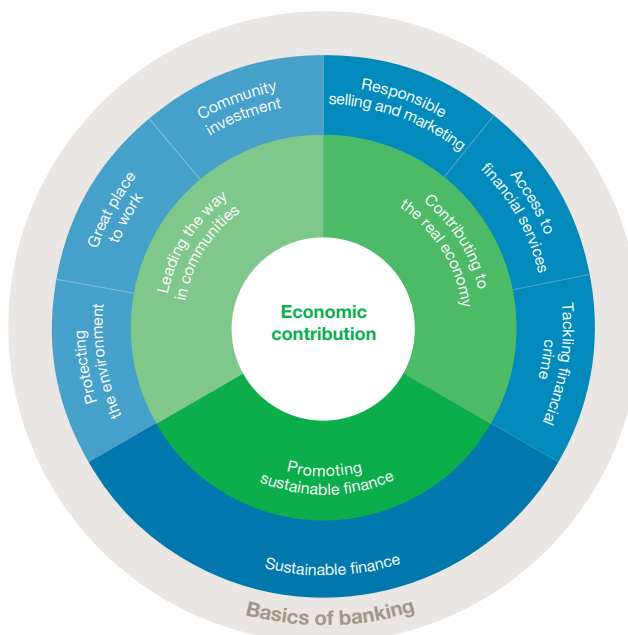 Community
investment
Responsible
selling and marketing
Great place
to work
Access to
financial services
Leading the way
in communities
Contributing to
the real economy
Protecting
the environment
Tackling financial
crime
Economic
contribution
Promoting
sustainable finance
Sustainable finance
Basics of banking